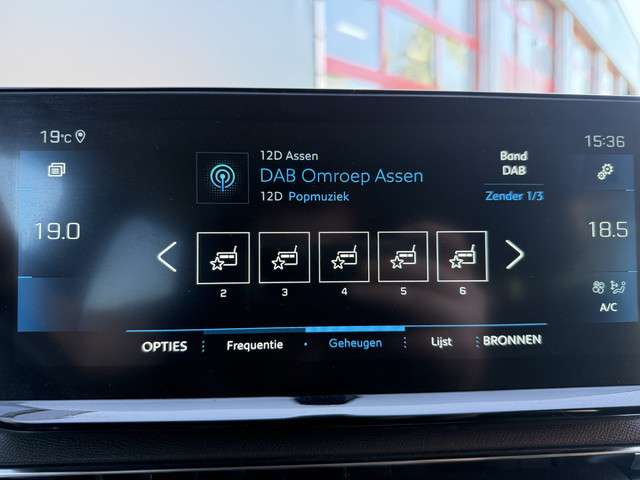 19°C
15:36
12D Assen
DAB Omroep Assen
12D Popmuziek
Band
DAB
Zender 1/3
19.0
18.5
2 3 4 5 6
A/C
OPTIES Frequentie Geheugen Lijst BRONNEN